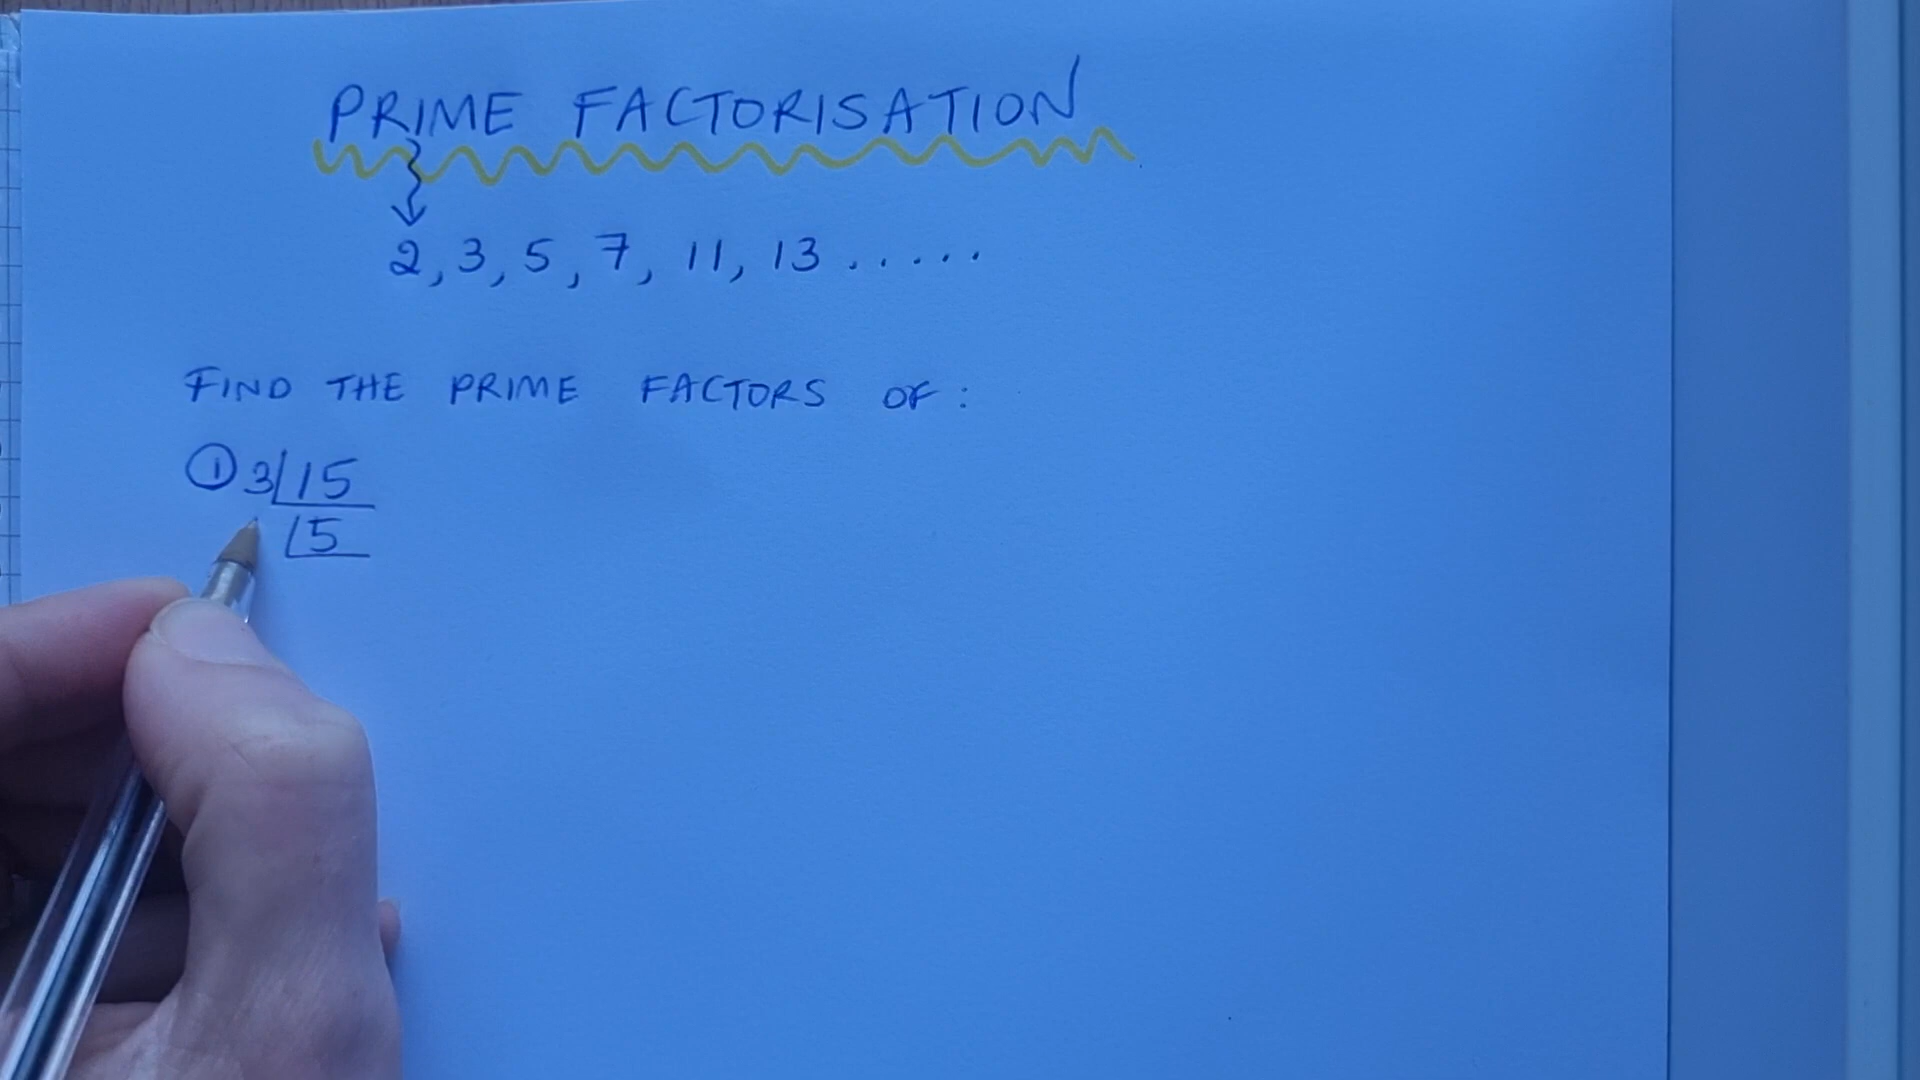 PRIME FACTORISATION
2, 3, 5, 7, 11, 13 .....
FIND THE PRIME FACTORS OF :
① 3 15
5